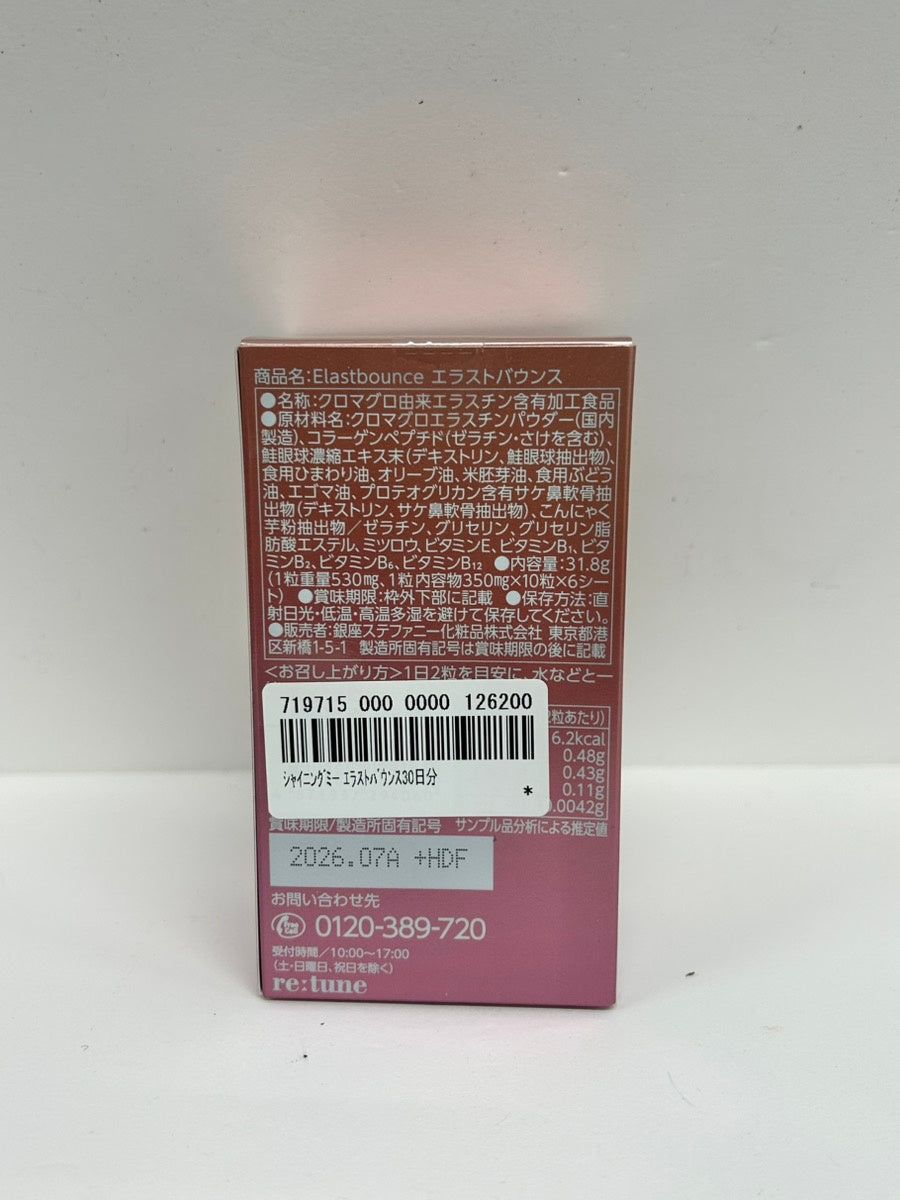 商品名:Elastbounce エラストバウンス
●名称:クロマグロ由来エラスチン含有加工食品
●原材料名:クロマグロエラスチンパウダー(国内
製造)、コラーゲンペプチド(ゼラチン・さけを含む)、
鮭眼球濃縮エキス末(デキストリン、鮭眼球抽出物)、
食用ひまわり油、オリーブ油、米胚芽油、食用ぶどう
油、エゴマ油、プロテオグリカン含有サケ鼻軟骨抽
出物(デキストリン、サケ鼻軟骨抽出物)、こんにゃく
芋粉抽出物/ゼラチン、グリセリン、グリセリン脂
肪酸エステル、ミツロウ、ビタミンE、ビタミンB₁、ビタ
ミンB₂、ビタミンB₆、ビタミンB₁₂ ●内容量:31.8g
(1粒重量530mg、1粒内容物350mg×10粒×6シー
ト) ●賞味期限:枠外下部に記載 ●保存方法:直
射日光・低温・高温多湿を避けて保存してください。
●販売者:銀座ステファニー化粧品株式会社 東京都港
区新橋1-5-1 製造所固有記号は賞味期限の後に記載
<お召し上がり方>1日2粒を目安に、水などと一
719715 000 0000 126200
シャイニングミー エラストバウンス30日分
*
2粒あたり)
6.2kcal
0.48g
0.43g
0.11g
0.0042g
賞味期限/製造所固有記号 サンプル品分析による推定値
2026.07A +HDF
お問い合わせ先
Free Call 0120-389-720
受付時間/10:00〜17:00
(土・日曜日、祝日を除く)
re:tune